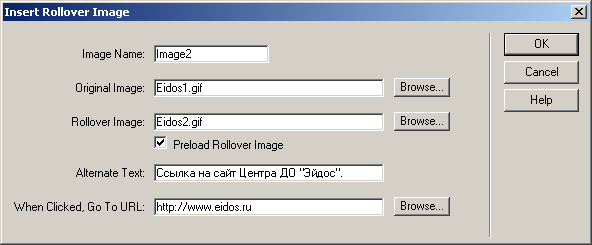 Insert Rollover Image
Image Name: Image2
OK
Original Image: Eidos1.gif Browse...
Cancel
Help
Rollover Image: Eidos2.gif Browse...
Preload Rollover Image
Alternate Text: Ссылка на сайт Центра ДО "Эйдос".
When Clicked, Go To URL: http://www.eidos.ru Browse...